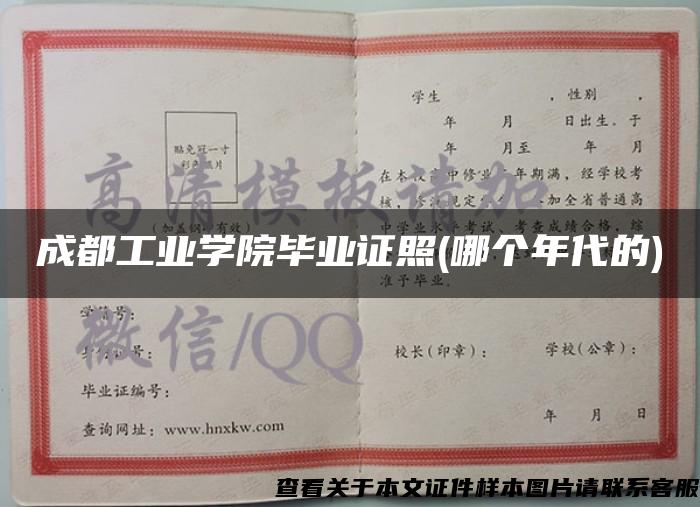 贴免冠一寸
彩色照片
(加盖钢印有效)
学籍号：
毕业证编号：
查询网址：www.hnxkw.com
学生 ，性别 ，
年 月 日出生，于
年 月至 年 月
在本校高中修业三年期满，经学校考
核，修满规定学分，参加全省普通高
中学业水平考试、考查成绩合格，综
准予毕业。
校长(印章)： 学校(公章)：
年 月 日
高清模板请加
微信/QQ
成都工业学院毕业证照(哪个年代的)
查看关于本文证件样本图片请联系客服